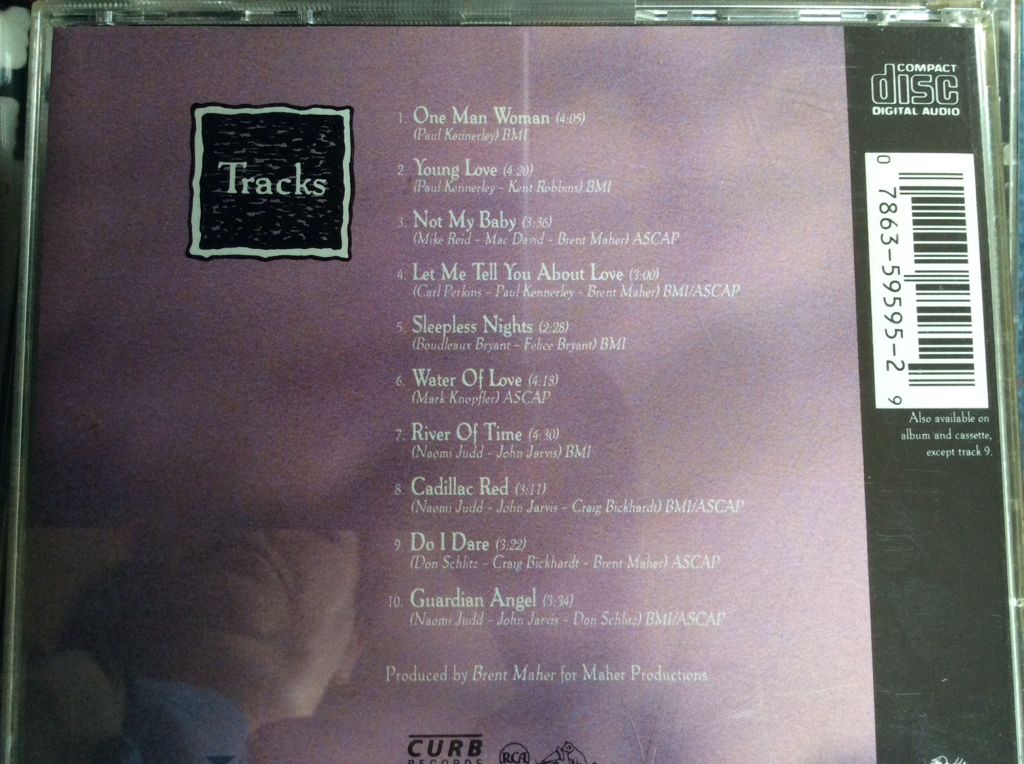 Tracks
1. One Man Woman (4:05)
(Paul Kennerley) BMI
2. Young Love (4:20)
(Paul Kennerley - Kent Robbins) BMI
3. Not My Baby (3:36)
(Mike Reid - Mac David - Brent Maher) ASCAP
4. Let Me Tell You About Love (3:00)
(Carl Perkins - Paul Kennerley - Brent Maher) BMI/ASCAP
5. Sleepless Nights (2:28)
(Boudleaux Bryant - Felice Bryant) BMI
6. Water Of Love (4:18)
(Mark Knopfler) ASCAP
7. River Of Time (4:30)
(Naomi Judd - John Jarvis) BMI
8. Cadillac Red (3:11)
(Naomi Judd - John Jarvis - Craig Bickhardt) BMI/ASCAP
9. Do I Dare (3:22)
(Don Schlitz - Craig Bickhardt - Brent Maher) ASCAP
10. Guardian Angel (3:34)
(Naomi Judd - John Jarvis - Don Schlitz) BMI/ASCAP
Produced by Brent Maher for Maher Productions
CURB
RECORDS
RCA
COMPACT
disc
DIGITAL AUDIO
0 7863-59595-2 9
Also available on
album and cassette,
except track 9.